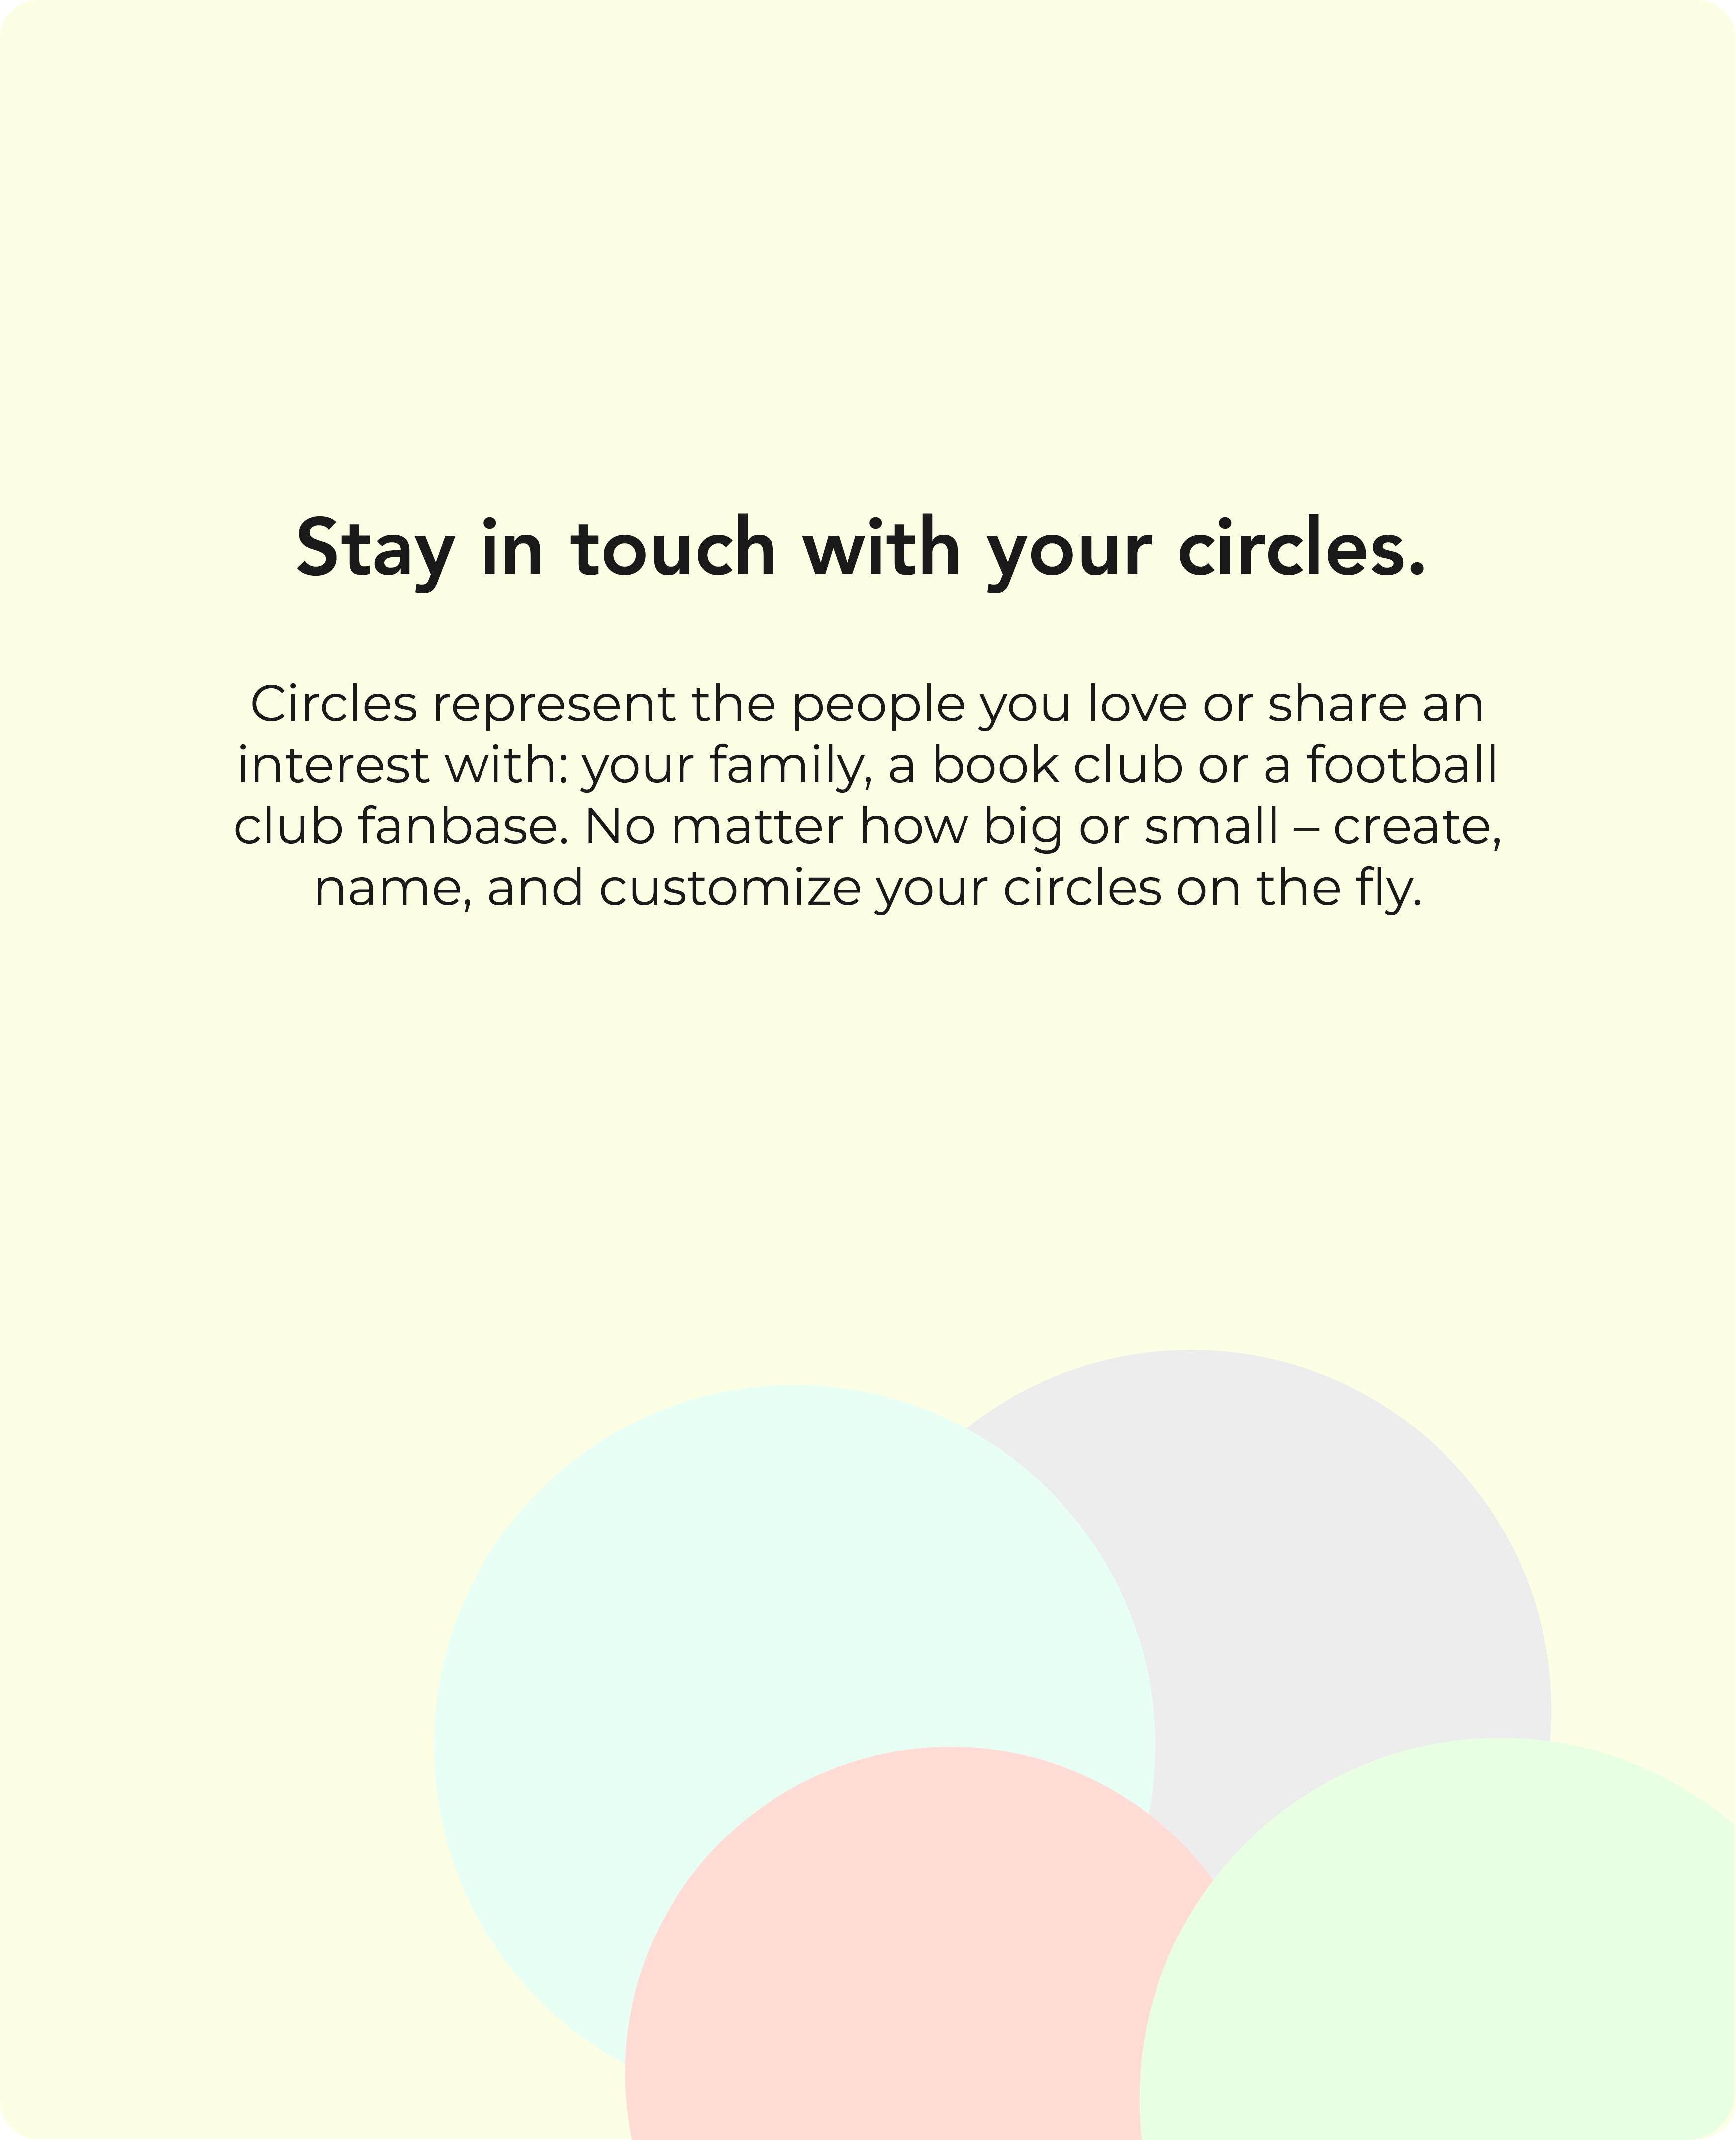 Stay in touch with your circles.
Circles represent the people you love or share an
interest with: your family, a book club or a football
club fanbase. No matter how big or small – create,
name, and customize your circles on the fly.